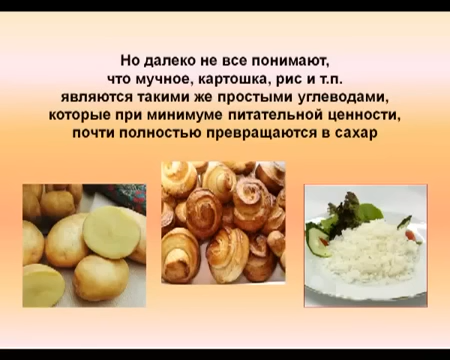 Но далеко не все понимают,
что мучное, картошка, рис и т.п.
являются такими же простыми углеводами,
которые при минимуме питательной ценности,
почти полностью превращаются в сахар